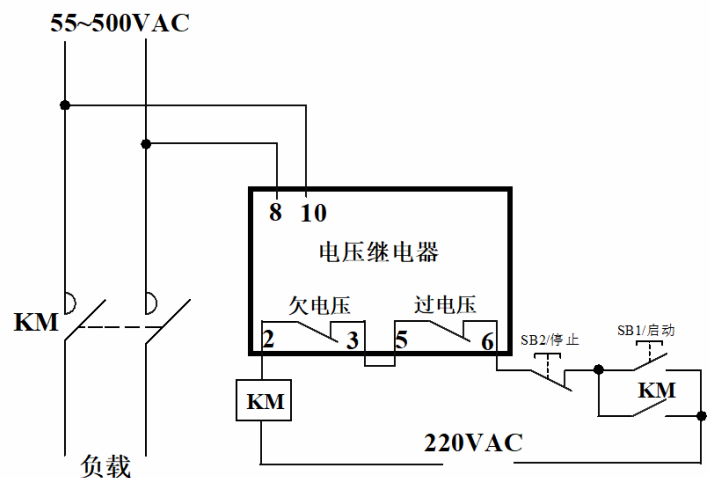 55~500VAC
8 10
电压继电器
欠电压 过电压
KM
2 3 5 6
SB2/停止
SB1/启动
KM
KM
220VAC
负载